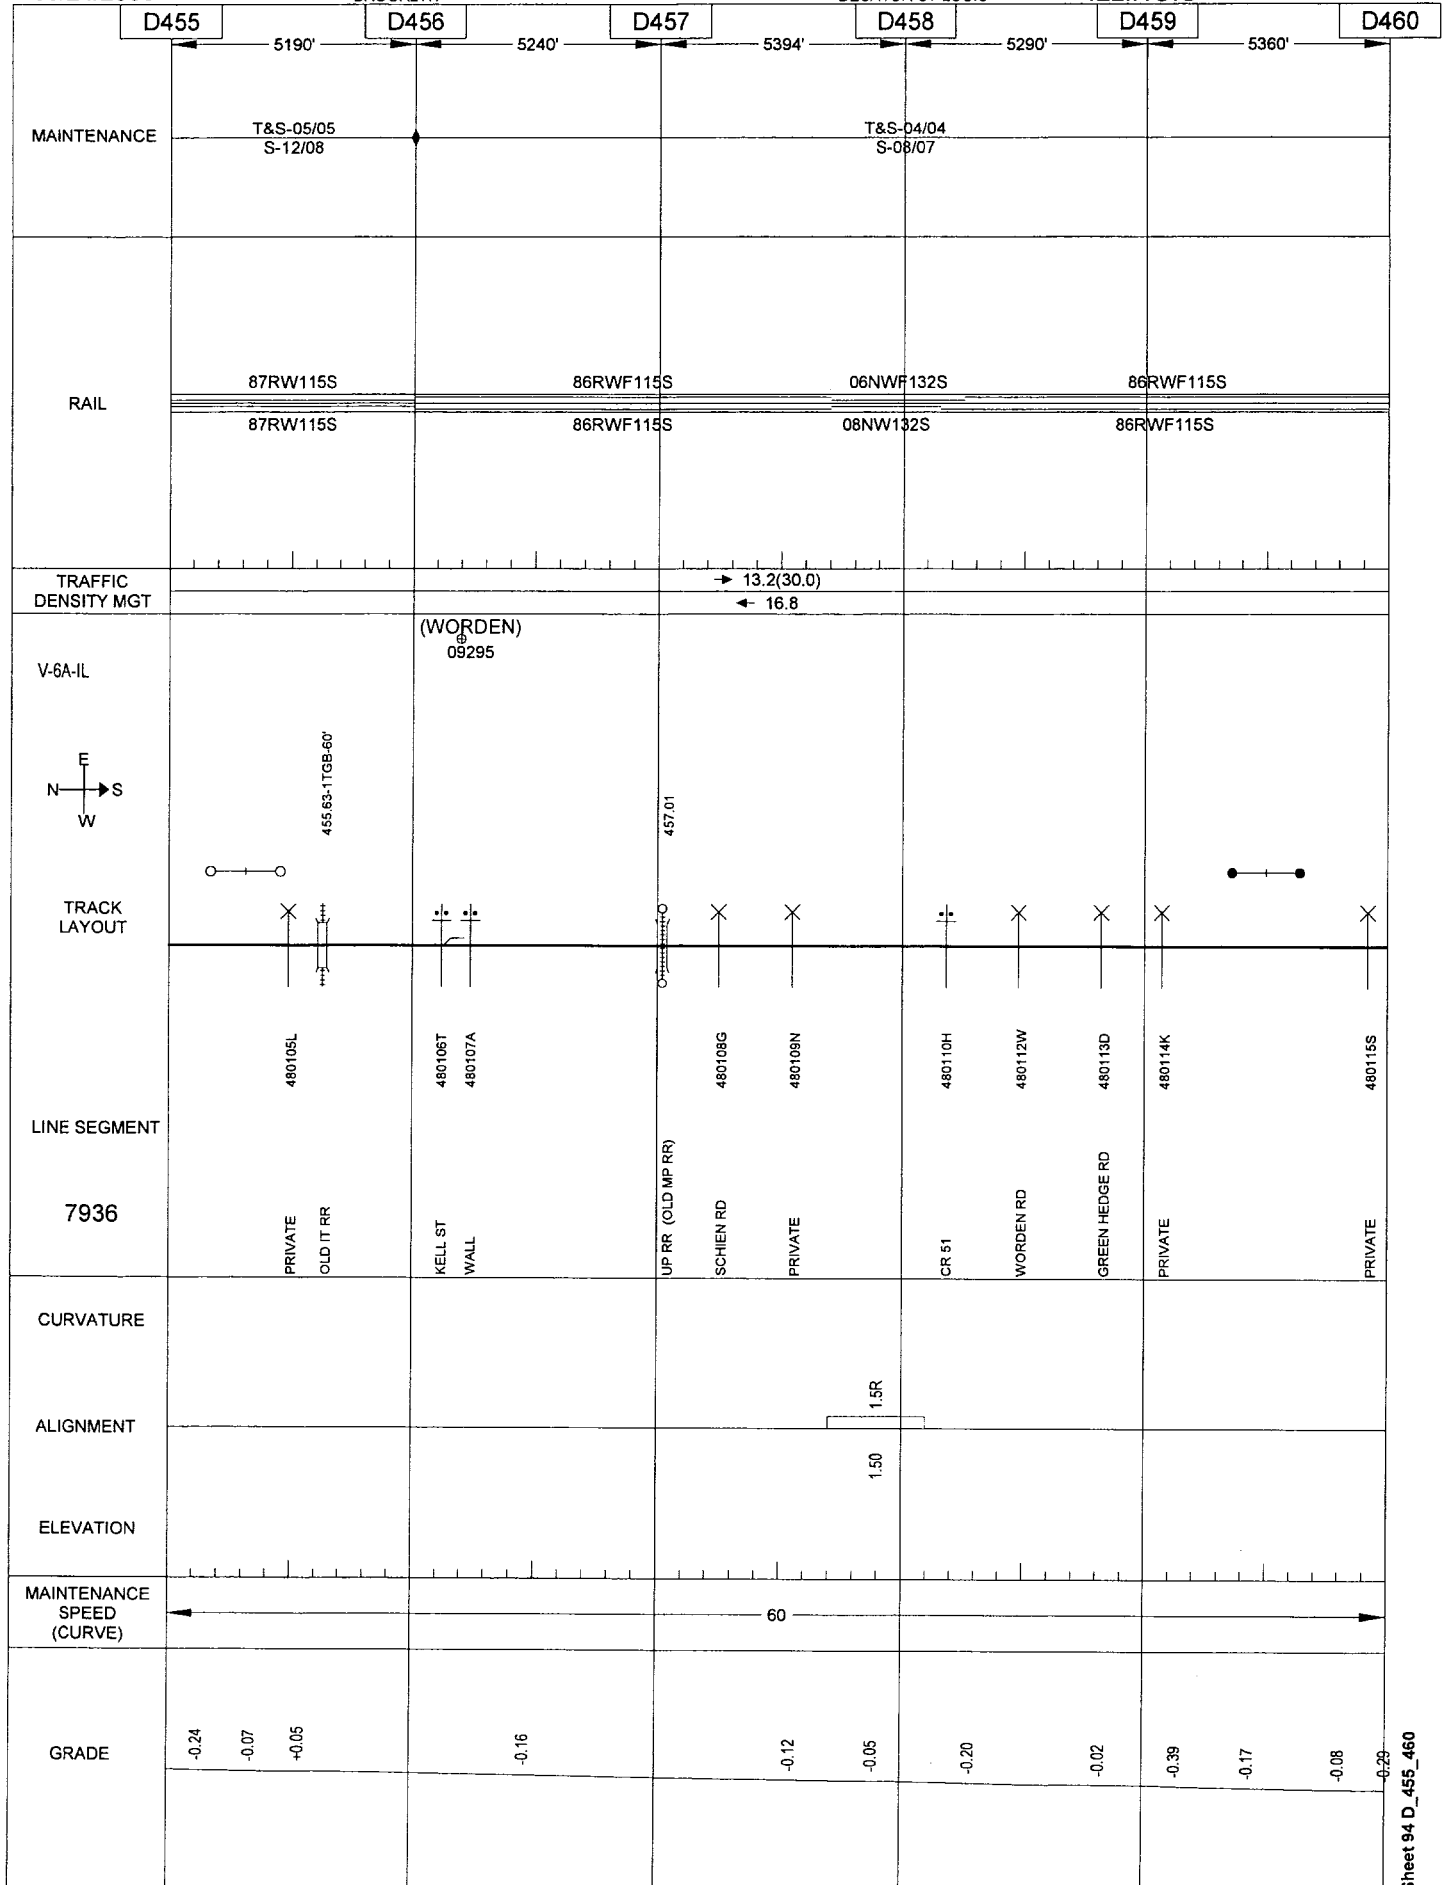 D455 D456 D457 D458 D459 D460
5190' 5240' 5394' 5290' 5360'
MAINTENANCE
T&S-05/05 T&S-04/04
S-12/08 S-08/07
RAIL
87RW115S 86RWF115S 06NWF132S 86RWF115S
87RW115S 86RWF115S 08NW132S 86RWF115S
TRAFFIC
DENSITY MGT
13.2(30.0)
16.8
(WORDEN)
09295
V-6A-IL
E
N S
W
455.63-1TGB-60'
457.01
TRACK
LAYOUT
480105L
480106T
480107A
480108G
480109N
480110H
480112W
480113D
480114K
480115S
LINE SEGMENT
7936
PRIVATE
OLD IT RR
KELL ST
WALL
UP RR (OLD MP RR)
SCHIEN RD
PRIVATE
CR 51
WORDEN RD
GREEN HEDGE RD
PRIVATE
PRIVATE
CURVATURE
1.5R
ALIGNMENT
1.50
ELEVATION
MAINTENANCE
SPEED
(CURVE)
60
GRADE
-0.24
-0.07
+0.05
-0.16
-0.12
-0.05
-0.20
-0.02
-0.39
-0.17
-0.08
-0.29
Sheet 94 D_455_460